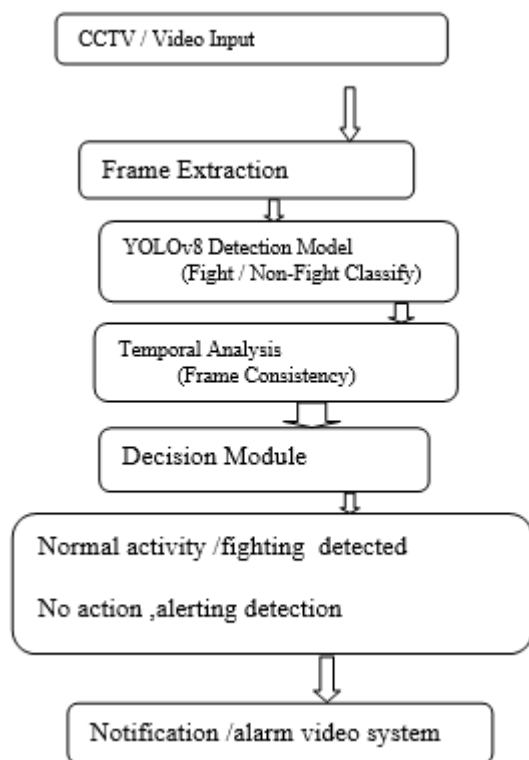 CCTV / Video Input
Frame Extraction
YOLOv8 Detection Model
(Fight / Non-Fight Classify)
Temporal Analysis
(Frame Consistency)
Decision Module
Normal activity /fighting detected
No action ,alerting detection
Notification /alarm video system